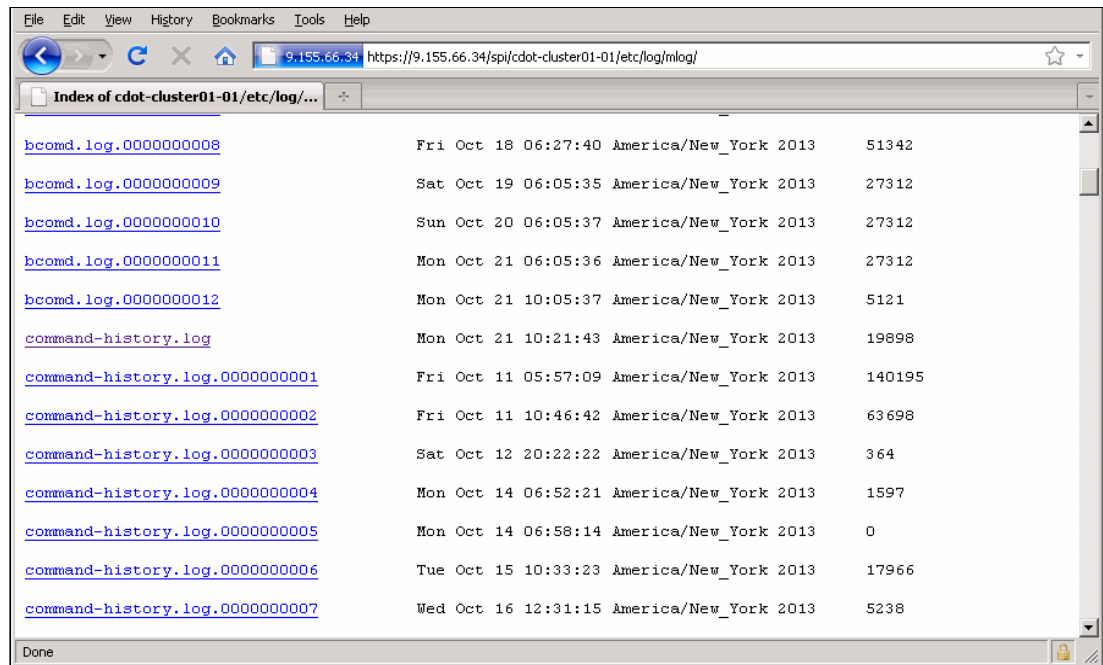 File Edit View History Bookmarks Tools Help
9.155.66.34 https://9.155.66.34/spi/cdot-cluster01-01/etc/log/mlog/
Index of cdot-cluster01-01/etc/log/...
bcomd.log.0000000008 Fri Oct 18 06:27:40 America/New_York 2013 51342
bcomd.log.0000000009 Sat Oct 19 06:05:35 America/New_York 2013 27312
bcomd.log.0000000010 Sun Oct 20 06:05:37 America/New_York 2013 27312
bcomd.log.0000000011 Mon Oct 21 06:05:36 America/New_York 2013 27312
bcomd.log.0000000012 Mon Oct 21 10:05:37 America/New_York 2013 5121
command-history.log Mon Oct 21 10:21:43 America/New_York 2013 19898
command-history.log.0000000001 Fri Oct 11 05:57:09 America/New_York 2013 140195
command-history.log.0000000002 Fri Oct 11 10:46:42 America/New_York 2013 63698
command-history.log.0000000003 Sat Oct 12 20:22:22 America/New_York 2013 364
command-history.log.0000000004 Mon Oct 14 06:52:21 America/New_York 2013 1597
command-history.log.0000000005 Mon Oct 14 06:58:14 America/New_York 2013 0
command-history.log.0000000006 Tue Oct 15 10:33:23 America/New_York 2013 17966
command-history.log.0000000007 Wed Oct 16 12:31:15 America/New_York 2013 5238
Done